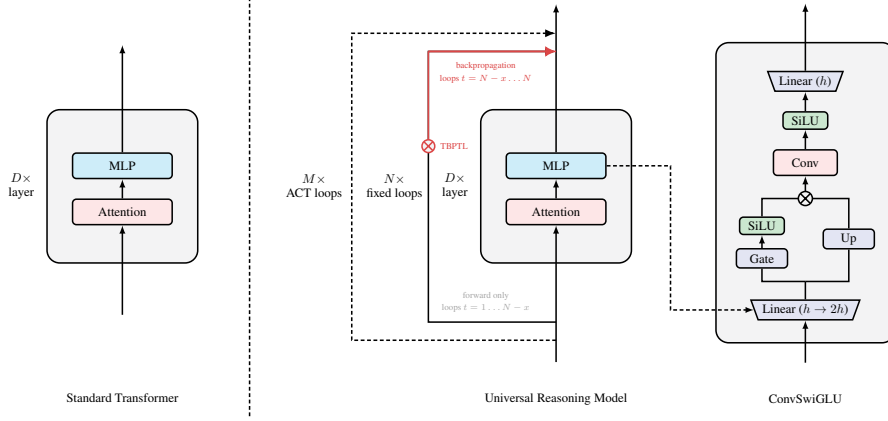 D×
layer
MLP
Attention
Standard Transformer
M×
ACT loops
N×
fixed loops
D×
layer
backpropagation
loops t = N − x … N
TBPTL
MLP
Attention
forward only
loops t = 1 … N − x
Universal Reasoning Model
Linear (h)
SiLU
Conv
SiLU
Up
Gate
Linear (h → 2h)
ConvSwiGLU